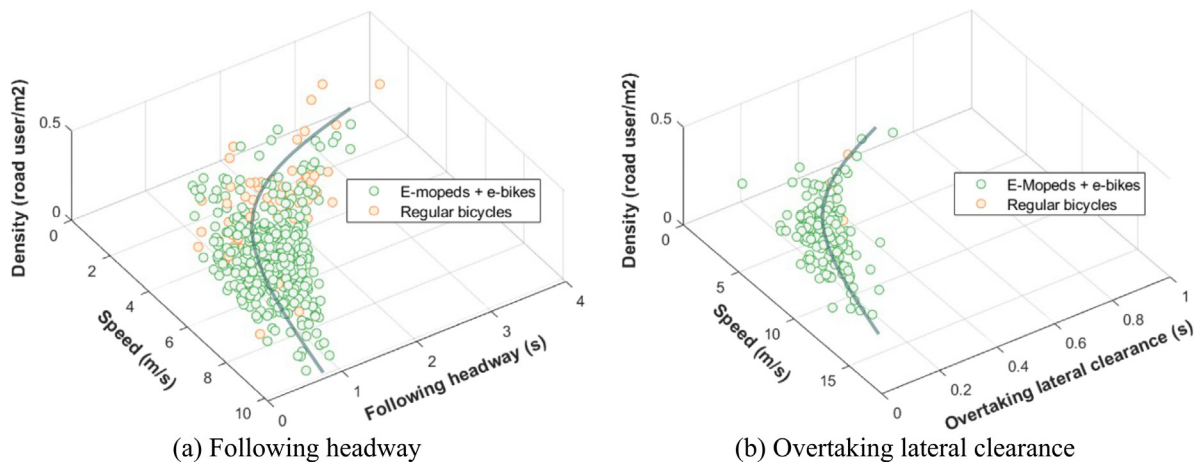 Density (road user/m2)
0.5
0
0
2
4
6
8
10
Speed (m/s)
0
1
2
3
4
Following headway (s)
E-mopeds + e-bikes
Regular bicycles
(a) Following headway
Density (road user/m2)
0.5
0
0
5
10
15
Speed (m/s)
0
0.2
0.4
0.6
0.8
1
Overtaking lateral clearance (s)
E-Mopeds + e-bikes
Regular bicycles
(b) Overtaking lateral clearance